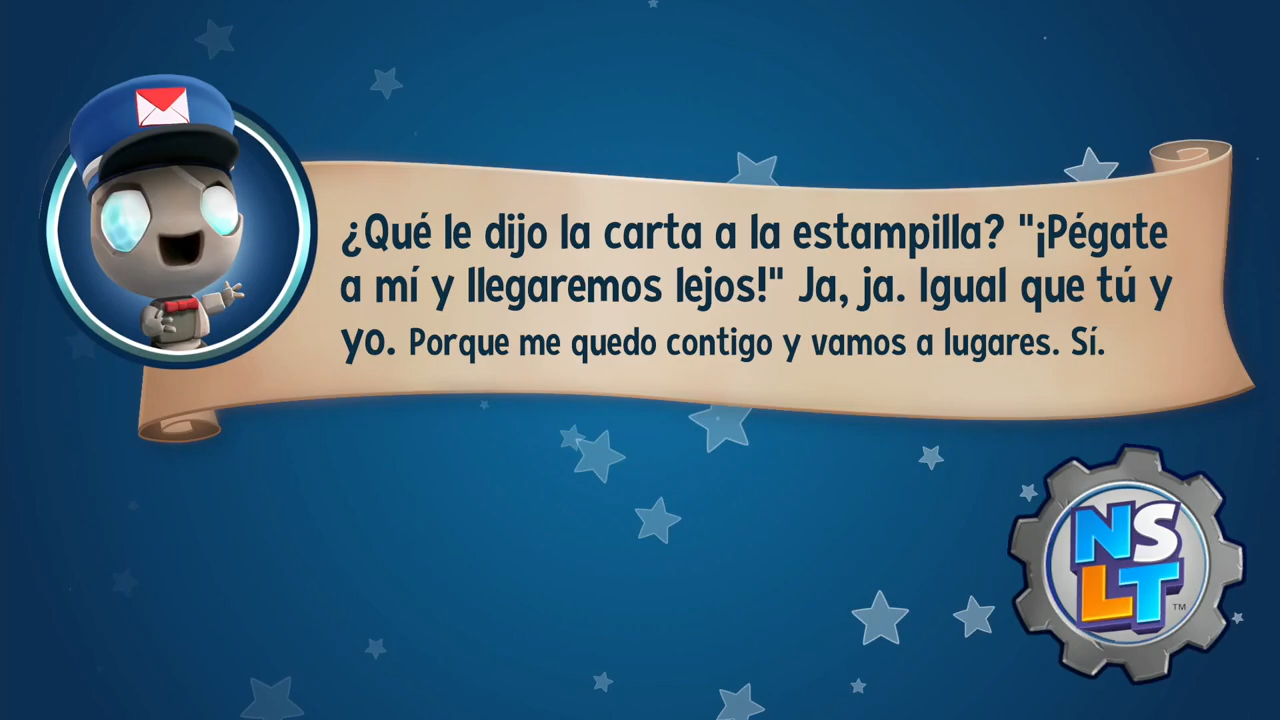 ¿Qué le dijo la carta a la estampilla? "¡Pégate
a mí y llegaremos lejos!" Ja, ja. Igual que tú y
yo. Porque me quedo contigo y vamos a lugares. Sí.
NS
LT
TM